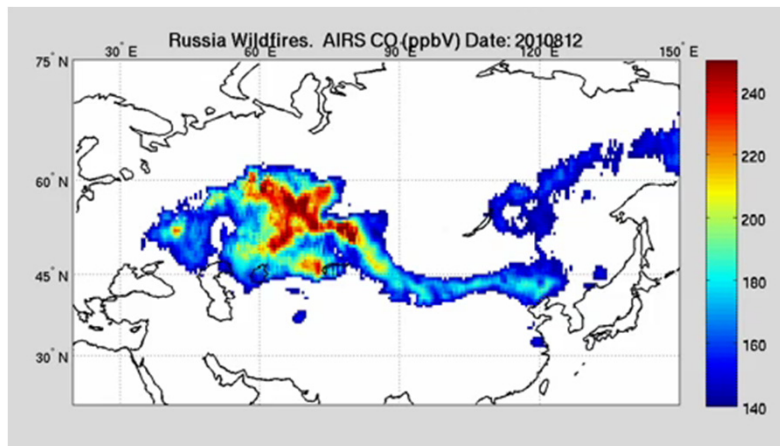 Russia Wildfires. AIRS CO (ppbV) Date: 20100812
30° E
60° E
90° E
120° E
150° E
75° N
60° N
45° N
30° N
240
220
200
180
160
140